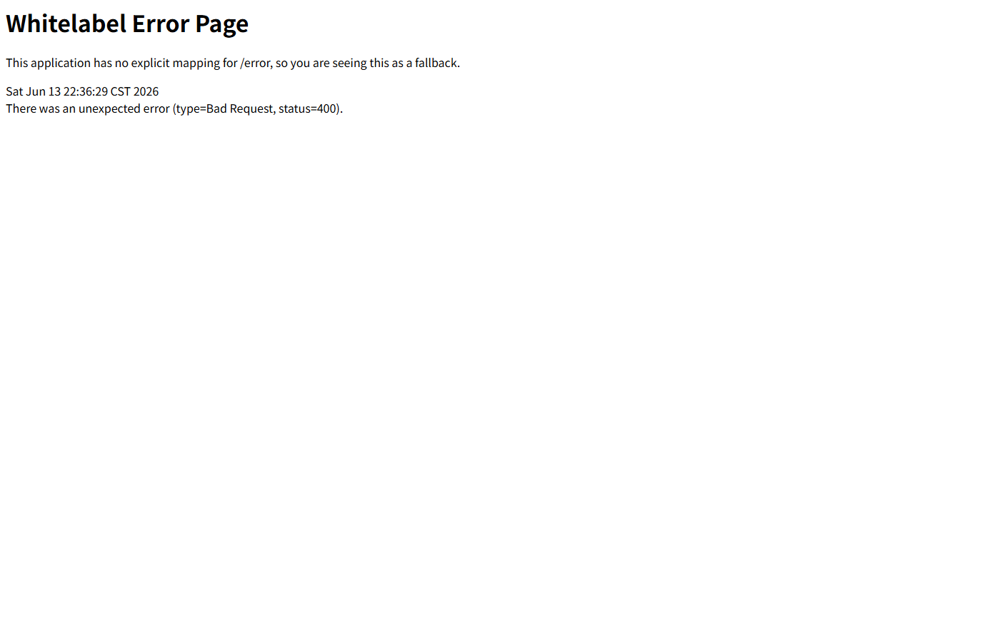 Whitelabel Error Page
This application has no explicit mapping for /error, so you are seeing this as a fallback.
Sat Jun 13 22:36:29 CST 2026
There was an unexpected error (type=Bad Request, status=400).